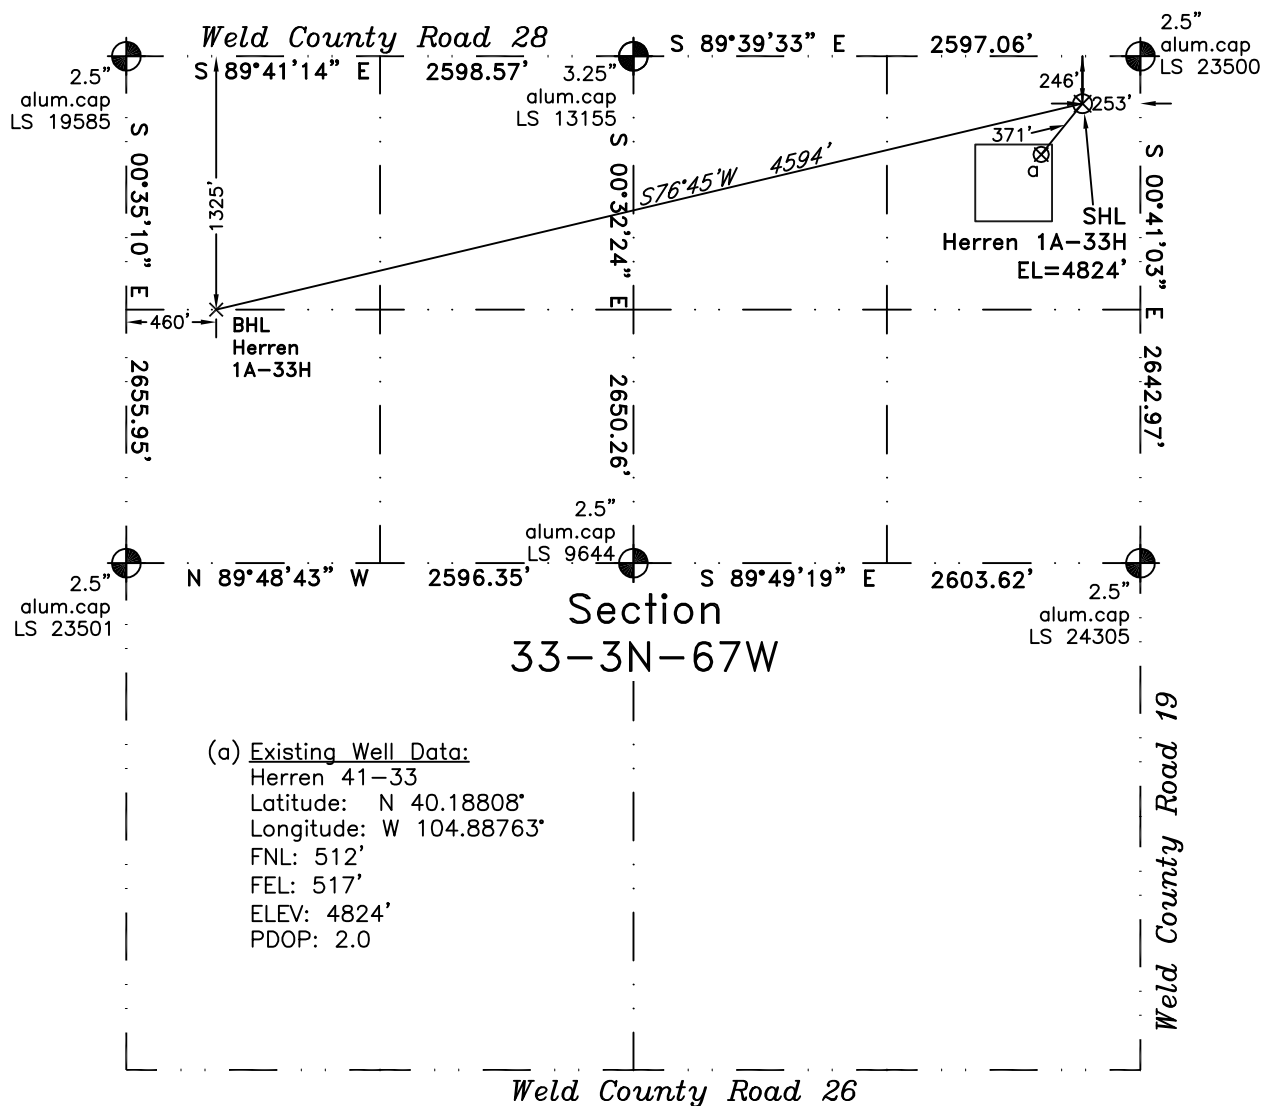 Weld County Road 28
S 89°41'14" E 2598.57'
S 89°39'33" E 2597.06'
2.5"
alum.cap
LS 23500
2.5"
alum.cap
LS 19585
3.25"
alum.cap
LS 13155
246'
253'
371'
a
S76°45'W 4594'
1325'
S 00°35'10" E 2655.95'
S 00°32'24" E 2650.26'
S 00°41'03" E 2642.97'
SHL
Herren 1A-33H
EL=4824'
460'
BHL
Herren
1A-33H
2.5"
alum.cap
LS 9644
N 89°48'43" W 2596.35'
S 89°49'19" E 2603.62'
2.5"
alum.cap
LS 23501
2.5"
alum.cap
LS 24305
Section
33-3N-67W
Weld County Road 19
(a) Existing Well Data:
Herren 41-33
Latitude: N 40.18808°
Longitude: W 104.88763°
FNL: 512'
FEL: 517'
ELEV: 4824'
PDOP: 2.0
Weld County Road 26